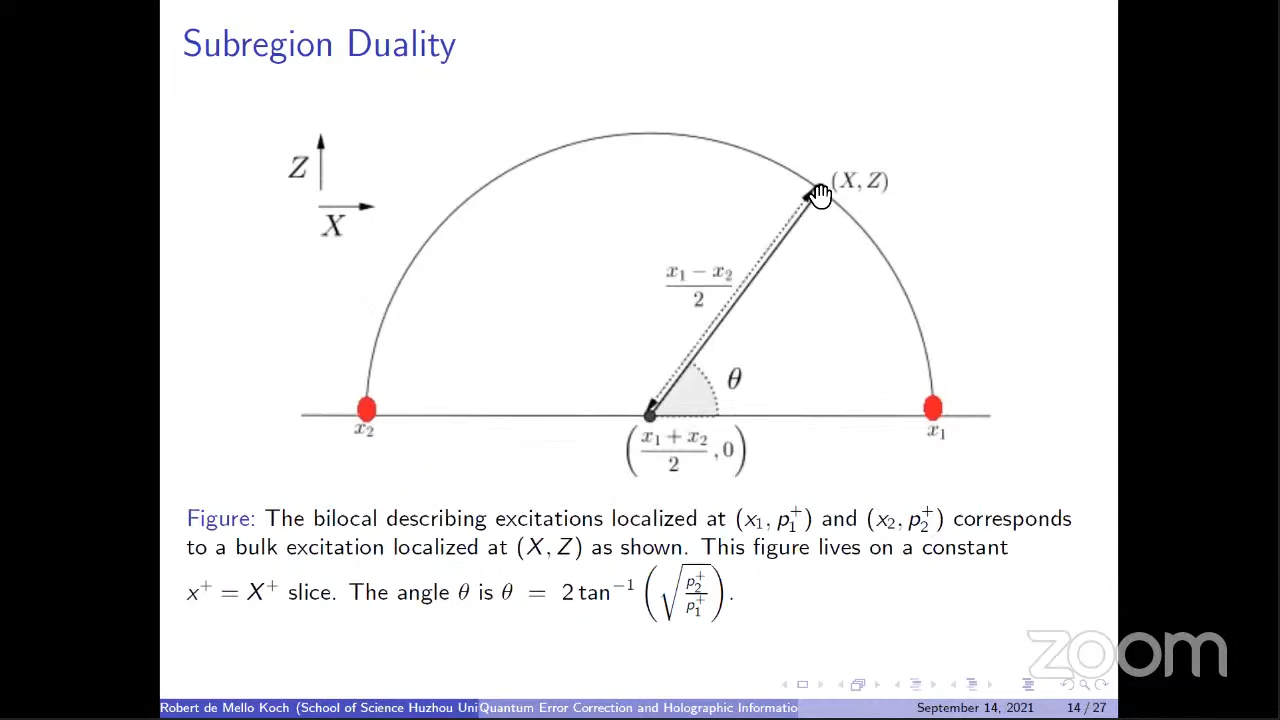 Subregion Duality
Z
X
(X, Z)
x₁ − x₂
2
θ
x₂
x₁
(x₁ + x₂
2
, 0)
Figure: The bilocal describing excitations localized at (x₁, p₁⁺) and (x₂, p₂⁺) corresponds
to a bulk excitation localized at (X, Z) as shown. This figure lives on a constant
x⁺ = X⁺ slice. The angle θ is θ = 2 tan⁻¹ (√(p₂⁺/p₁⁺)).
zoom
Robert de Mello Koch (School of Science Huzhou Uni Quantum Error Correction and Holographic Informatio September 14, 2021 14 / 27